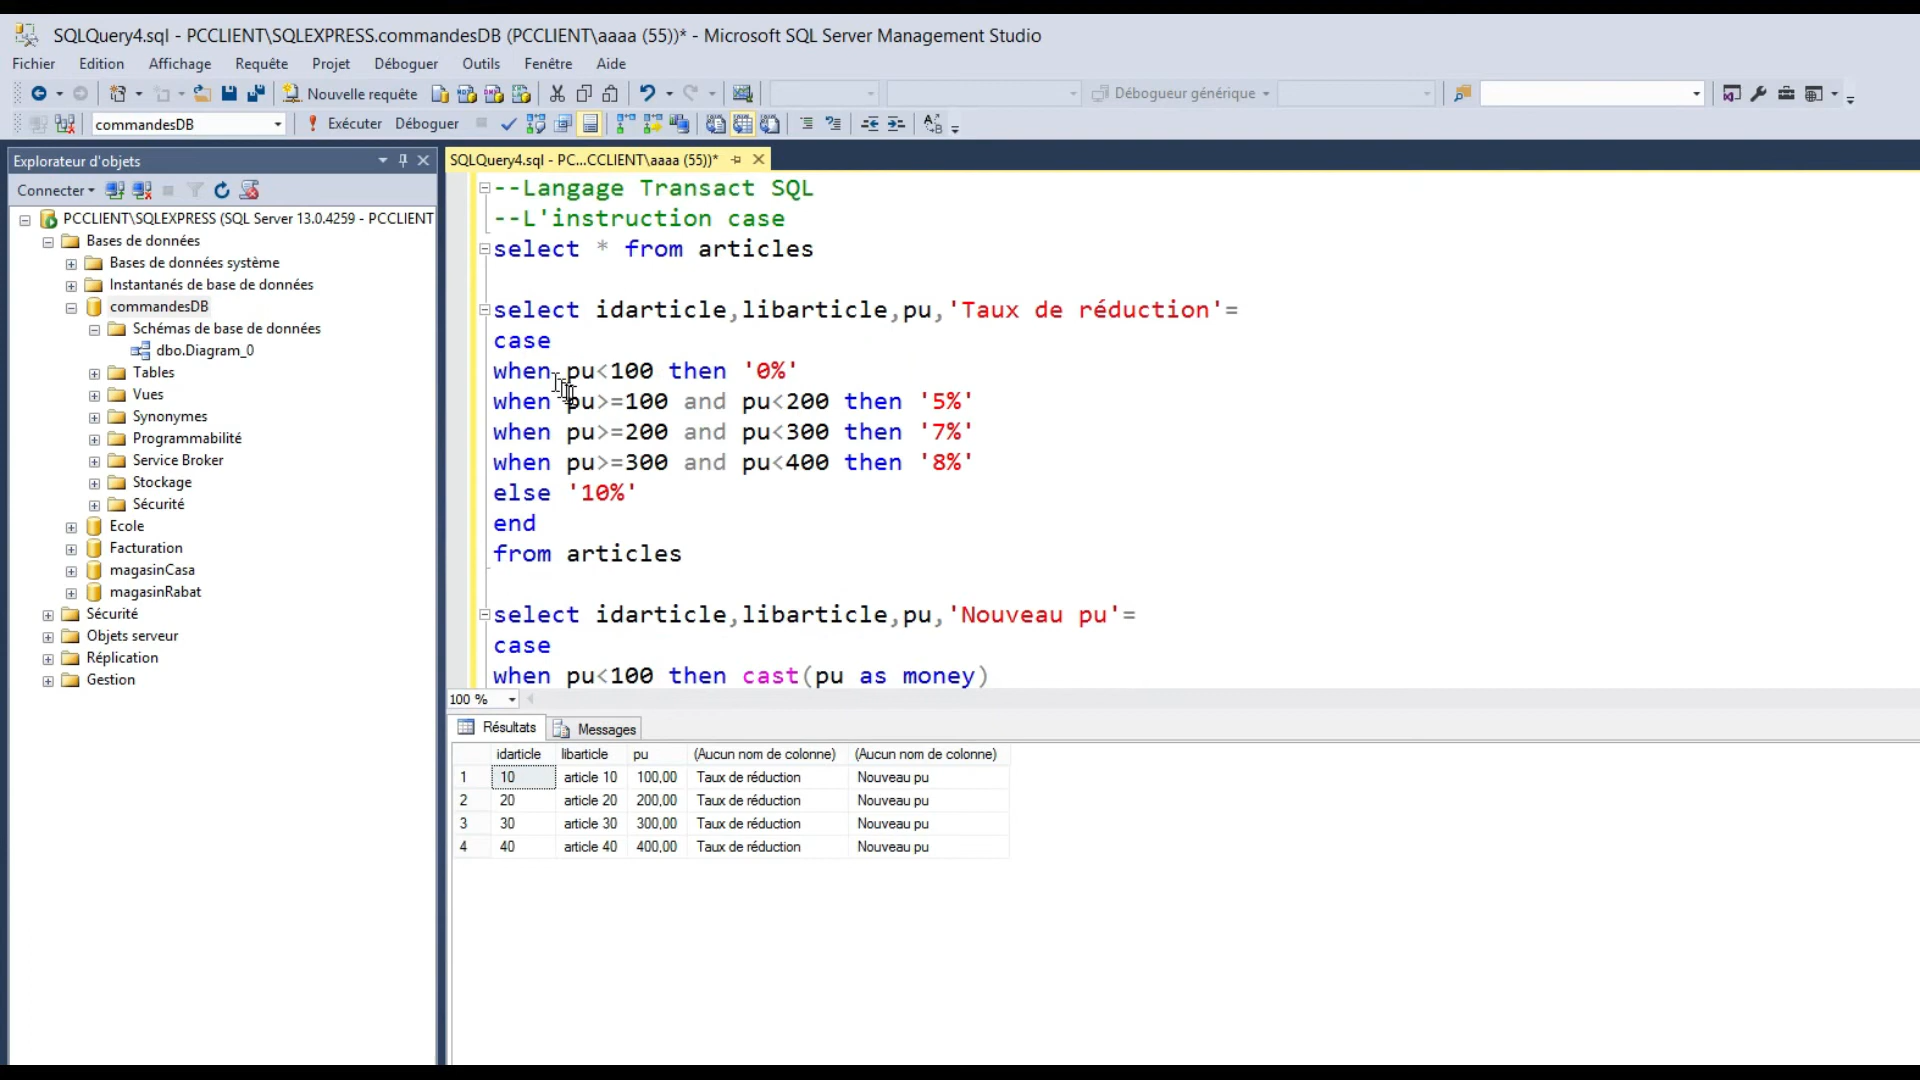 SQLQuery4.sql - PCCLIENT\SQLEXPRESS.commandesDB (PCCLIENT\aaaa (55))* - Microsoft SQL Server Management Studio
Fichier Edition Affichage Requête Projet Déboguer Outils Fenêtre Aide
Nouvelle requête Débogueur générique
commandesDB Exécuter Déboguer
Explorateur d'objets
Connecter
PCCLIENT\SQLEXPRESS (SQL Server 13.0.4259 - PCCLIENT
Bases de données
Bases de données système
Instantanés de base de données
commandesDB
Schémas de base de données
dbo.Diagram_0
Tables
Vues
Synonymes
Programmabilité
Service Broker
Stockage
Sécurité
Ecole
Facturation
magasinCasa
magasinRabat
Sécurité
Objets serveur
Réplication
Gestion
SQLQuery4.sql - PC...CCLIENT\aaaa (55))*
--Langage Transact SQL
--L'instruction case
select * from articles
select idarticle,libarticle,pu,'Taux de réduction'=
case
when pu<100 then '0%'
when pu>=100 and pu<200 then '5%'
when pu>=200 and pu<300 then '7%'
when pu>=300 and pu<400 then '8%'
else '10%'
end
from articles
select idarticle,libarticle,pu,'Nouveau pu'=
case
when pu<100 then cast(pu as money)
100 %
Résultats Messages
idarticle libarticle pu (Aucun nom de colonne) (Aucun nom de colonne)
1 10 article 10 100,00 Taux de réduction Nouveau pu
2 20 article 20 200,00 Taux de réduction Nouveau pu
3 30 article 30 300,00 Taux de réduction Nouveau pu
4 40 article 40 400,00 Taux de réduction Nouveau pu